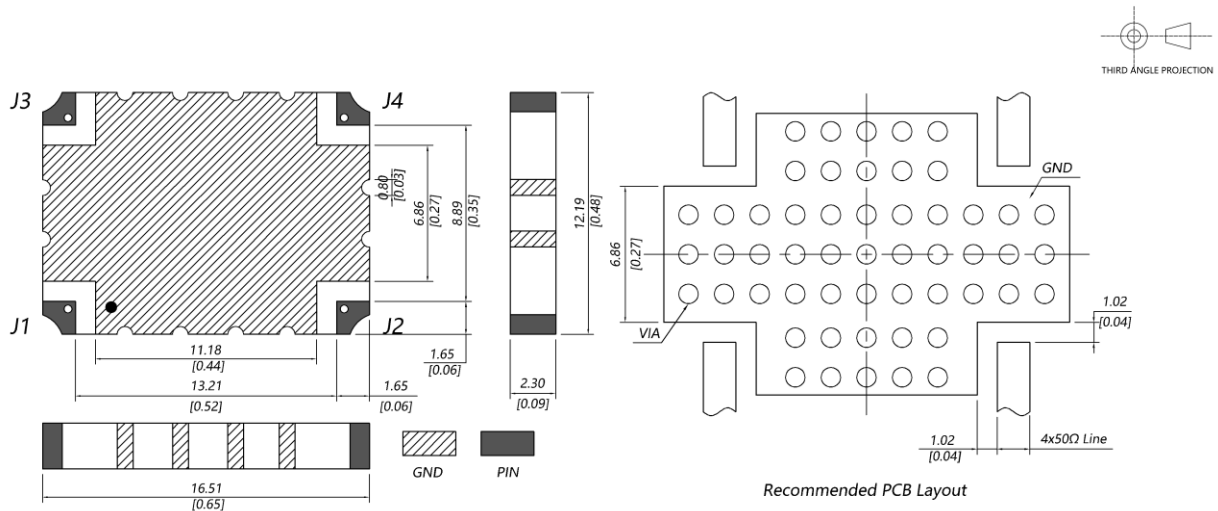 THIRD ANGLE PROJECTION
J3
J4
0.80
[0.03]
6.86
[0.27]
8.89
[0.35]
12.19
[0.48]
J1
J2
11.18
[0.44]
1.65
[0.06]
13.21
[0.52]
1.65
[0.06]
2.30
[0.09]
GND
PIN
16.51
[0.65]
GND
6.86
[0.27]
VIA
1.02
[0.04]
1.02
[0.04]
4x50Ω Line
Recommended PCB Layout